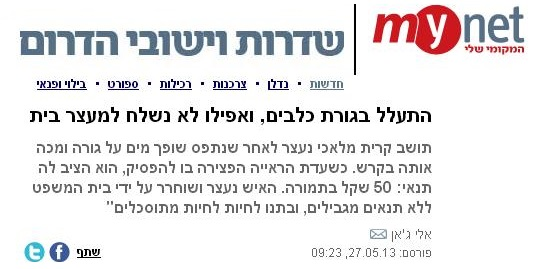 mynet
המקומי שלי
שדרות וישובי הדרום
חדשות • נדלן • צרכנות • רכילות • ספורט • בילוי ופנאי
התעלל בגורת כלבים, ואפילו לא נשלח למעצר בית
תושב קרית מלאכי נעצר לאחר שנתפס שופך מים על גורה ומכה
אותה בקרש. כשעדת הראייה הפצירה בו להפסיק, הוא הציב לה
תנאי: 50 שקל בתמורה. האיש נעצר ושוחרר על ידי בית המשפט
ללא תנאים מגבילים, ובתנו לחיות לחיות מתוסכלים"
אלי ג'אן
פורסם: 27.05.13, 09:23
שתף